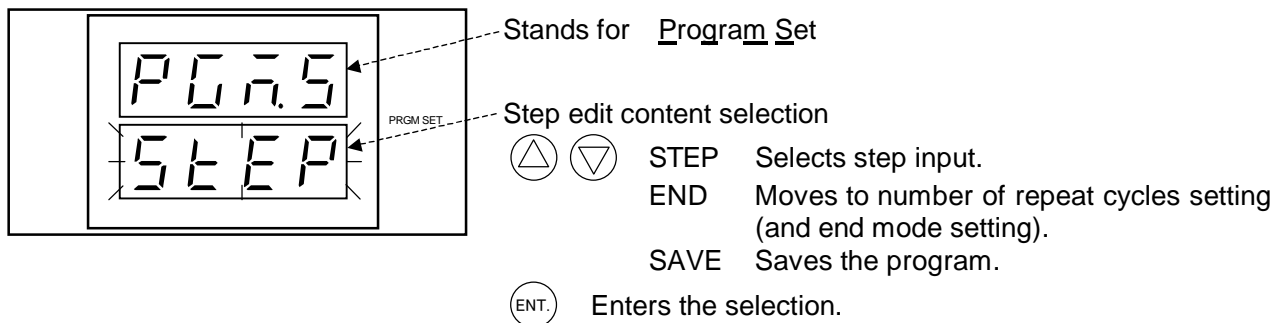 Stands for Program Set
PGM.S
Step edit content selection
PRGM SET
StEP
STEP Selects step input.
END Moves to number of repeat cycles setting
(and end mode setting).
SAVE Saves the program.
ENT. Enters the selection.